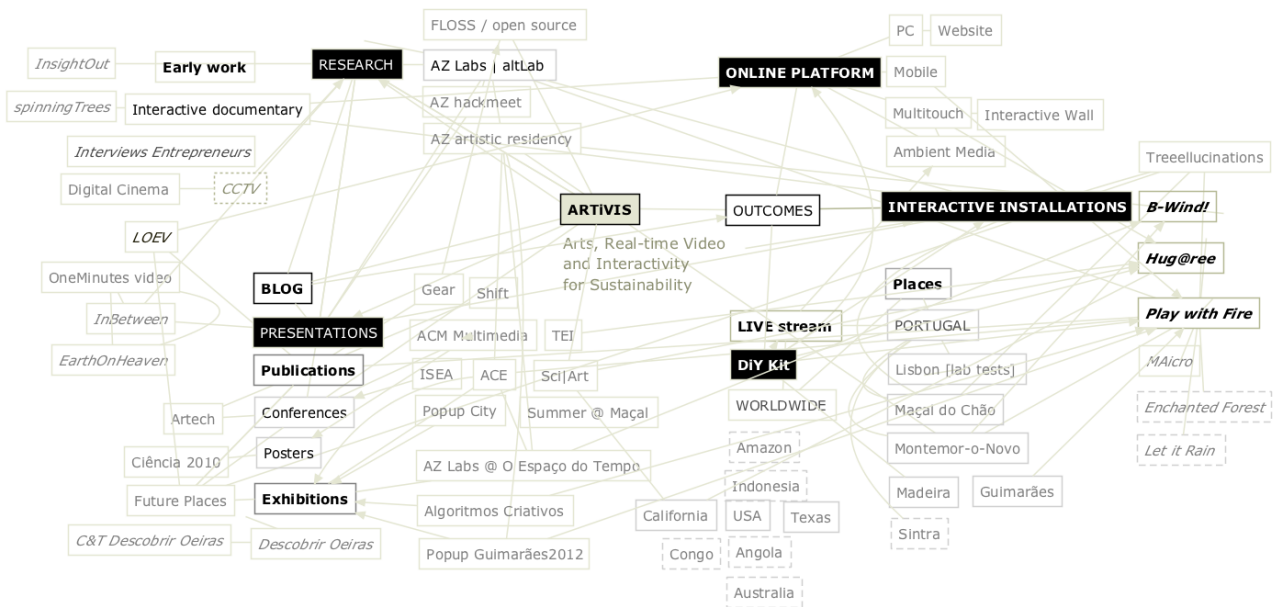 FLOSS / open source
PC
Website
InsightOut
Early work
RESEARCH
AZ Labs | altLab
ONLINE PLATFORM
Mobile
spinningTrees
Interactive documentary
AZ hackmeet
Multitouch
Interactive Wall
AZ artistic residency
Interviews Entrepreneurs
Ambient Media
Treeellucinations
Digital Cinema
CCTV
ARTiVIS
OUTCOMES
INTERACTIVE INSTALLATIONS
B-Wind!
LOEV
Arts, Real-time Video
and Interactivity
for Sustainability
Hug@ree
OneMinutes video
BLOG
Gear
Shift
Places
InBetween
PRESENTATIONS
ACM Multimedia
TEI
LIVE stream
PORTUGAL
Play with Fire
EarthOnHeaven
Publications
ISEA
ACE
Sci|Art
DiY Kit
Lisbon [lab tests]
MAicro
Artech
Conferences
Popup City
Summer @ Maçal
WORLDWIDE
Maçal do Chão
Enchanted Forest
Ciência 2010
Posters
AZ Labs @ O Espaço do Tempo
Amazon
Montemor-o-Novo
Let it Rain
Future Places
Exhibitions
Algoritmos Criativos
Indonesia
Madeira
Guimarães
California
USA
Texas
C&T Descobrir Oeiras
Descobrir Oeiras
Popup Guimarães2012
Congo
Angola
Sintra
Australia